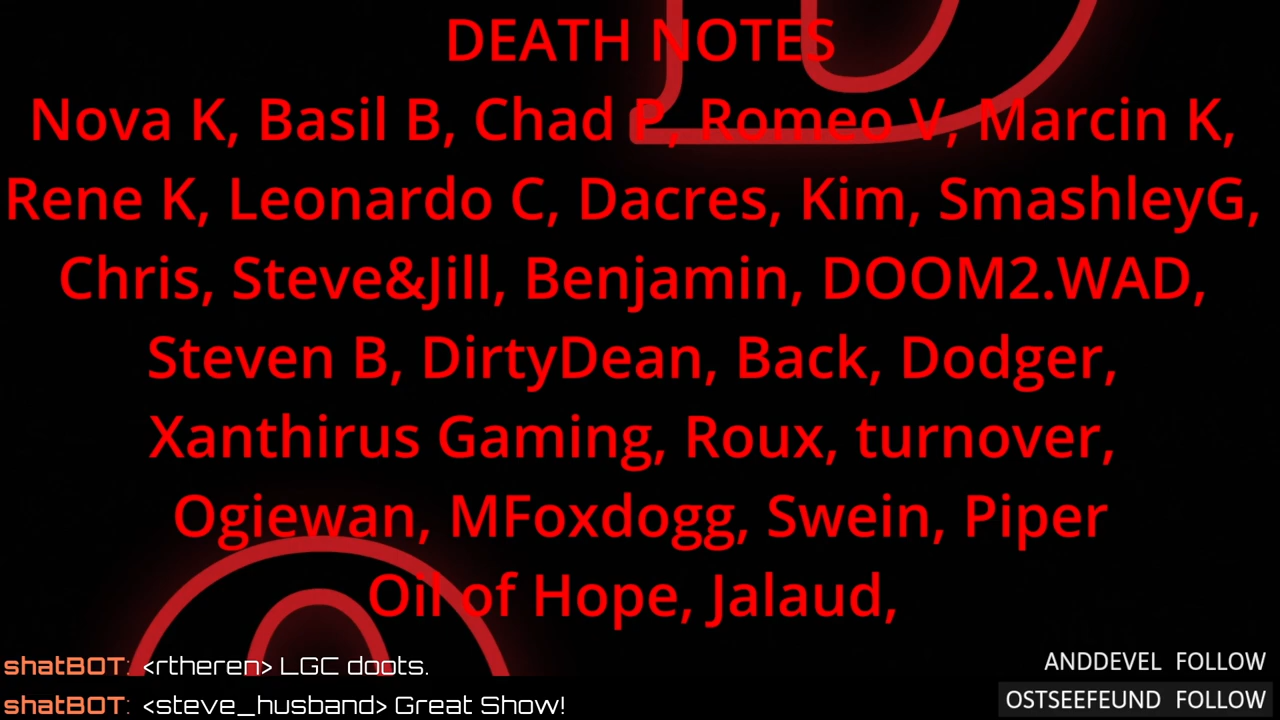 DEATH NOTES
Nova K, Basil B, Chad P, Romeo V, Marcin K,
Rene K, Leonardo C, Dacres, Kim, SmashleyG,
Chris, Steve&Jill, Benjamin, DOOM2.WAD,
Steven B, DirtyDean, Back, Dodger,
Xanthirus Gaming, Roux, turnover,
Ogiewan, MFoxdogg, Swein, Piper
Oil of Hope, Jalaud,
shatBOT: <rtheren> LGC doots.
shatBOT: <steve_husband> Great Show!
ANDDEVEL FOLLOW
OSTSEEFEUND FOLLOW